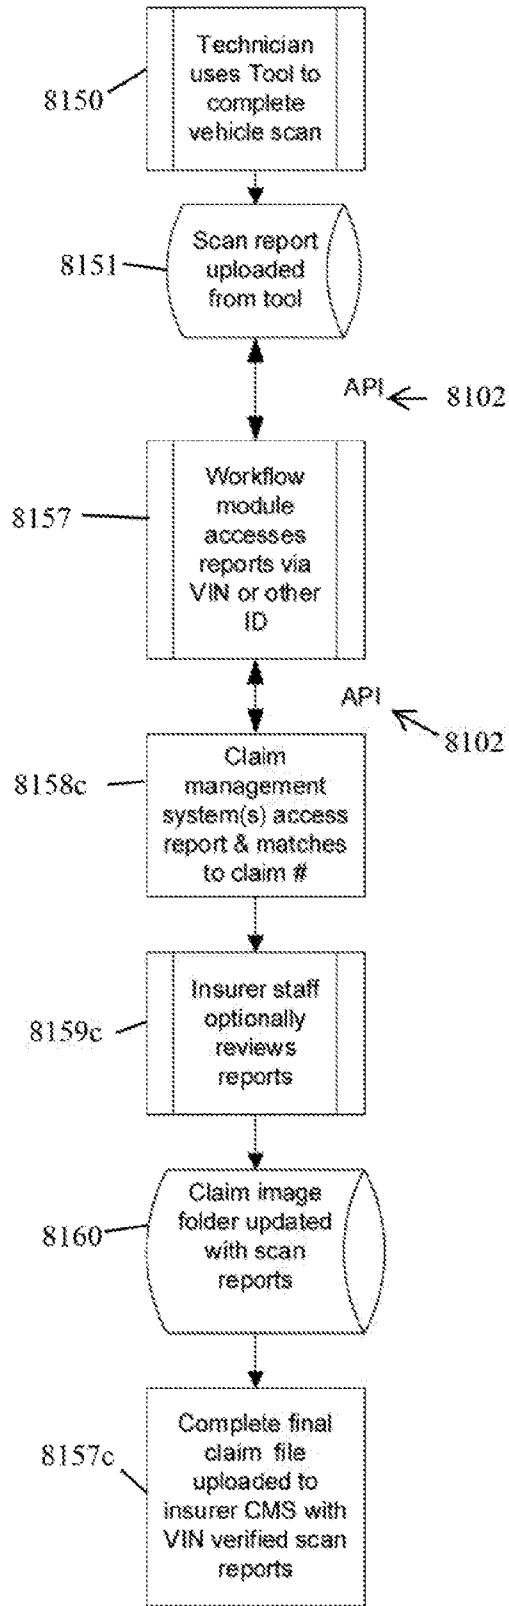 Technician
uses Tool to
complete
vehicle scan
8150
Scan report
uploaded
from tool
8151
API
8102
Workflow
module
accesses
reports via
VIN or other
ID
8157
API
8102
Claim
management
system(s) access
report & matches
to claim #
8158c
Insurer staff
optionally
reviews
reports
8159c
Claim image
folder updated
with scan
reports
8160
Complete final
claim file
uploaded to
insurer CMS with
VIN verified scan
reports
8157c